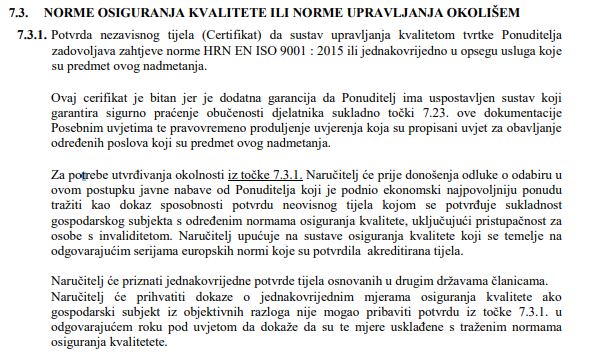 7.3. NORME OSIGURANJA KVALITETE ILI NORME UPRAVLJANJA OKOLIŠEM
7.3.1. Potvrda nezavisnog tijela (Certifikat) da sustav upravljanja kvalitetom tvrtke Ponuditelja
zadovoljava zahtjeve norme HRN EN ISO 9001 : 2015 ili jednakovrijedno u opsegu usluga koje
su predmet ovog nadmetanja.
Ovaj cerifikat je bitan jer je dodatna garancija da Ponuditelj ima uspostavljen sustav koji
garantira sigurno praćenje obučenosti djelatnika sukladno točki 7.23. ove dokumentacije
Posebnim uvjetima te pravovremeno produljenje uvjerenja koja su propisani uvjet za obavljanje
određenih poslova koji su predmet ovog nadmetanja.
Za potrebe utvrđivanja okolnosti iz točke 7.3.1. Naručitelj će prije donošenja odluke o odabiru u
ovom postupku javne nabave od Ponuditelja koji je podnio ekonomski najpovoljniju ponudu
tražiti kao dokaz sposobnosti potvrdu neovisnog tijela kojom se potvrđuje sukladnost
gospodarskog subjekta s određenim normama osiguranja kvalitete, uključujući pristupačnost za
osobe s invaliditetom. Naručitelj upućuje na sustave osiguranja kvalitete koji se temelje na
odgovarajućim serijama europskih normi koje su potvrdila akreditirana tijela.
Naručitelj će priznati jednakovrijedne potvrde tijela osnovanih u drugim državama članicama.
Naručitelj će prihvatiti dokaze o jednakovrijednim mjerama osiguranja kvalitete ako
gospodarski subjekt iz objektivnih razloga nije mogao pribaviti potvrdu iz točke 7.3.1. u
odgovarajućem roku pod uvjetom da dokaže da su te mjere usklađene s traženim normama
osiguranja kvalitetete.